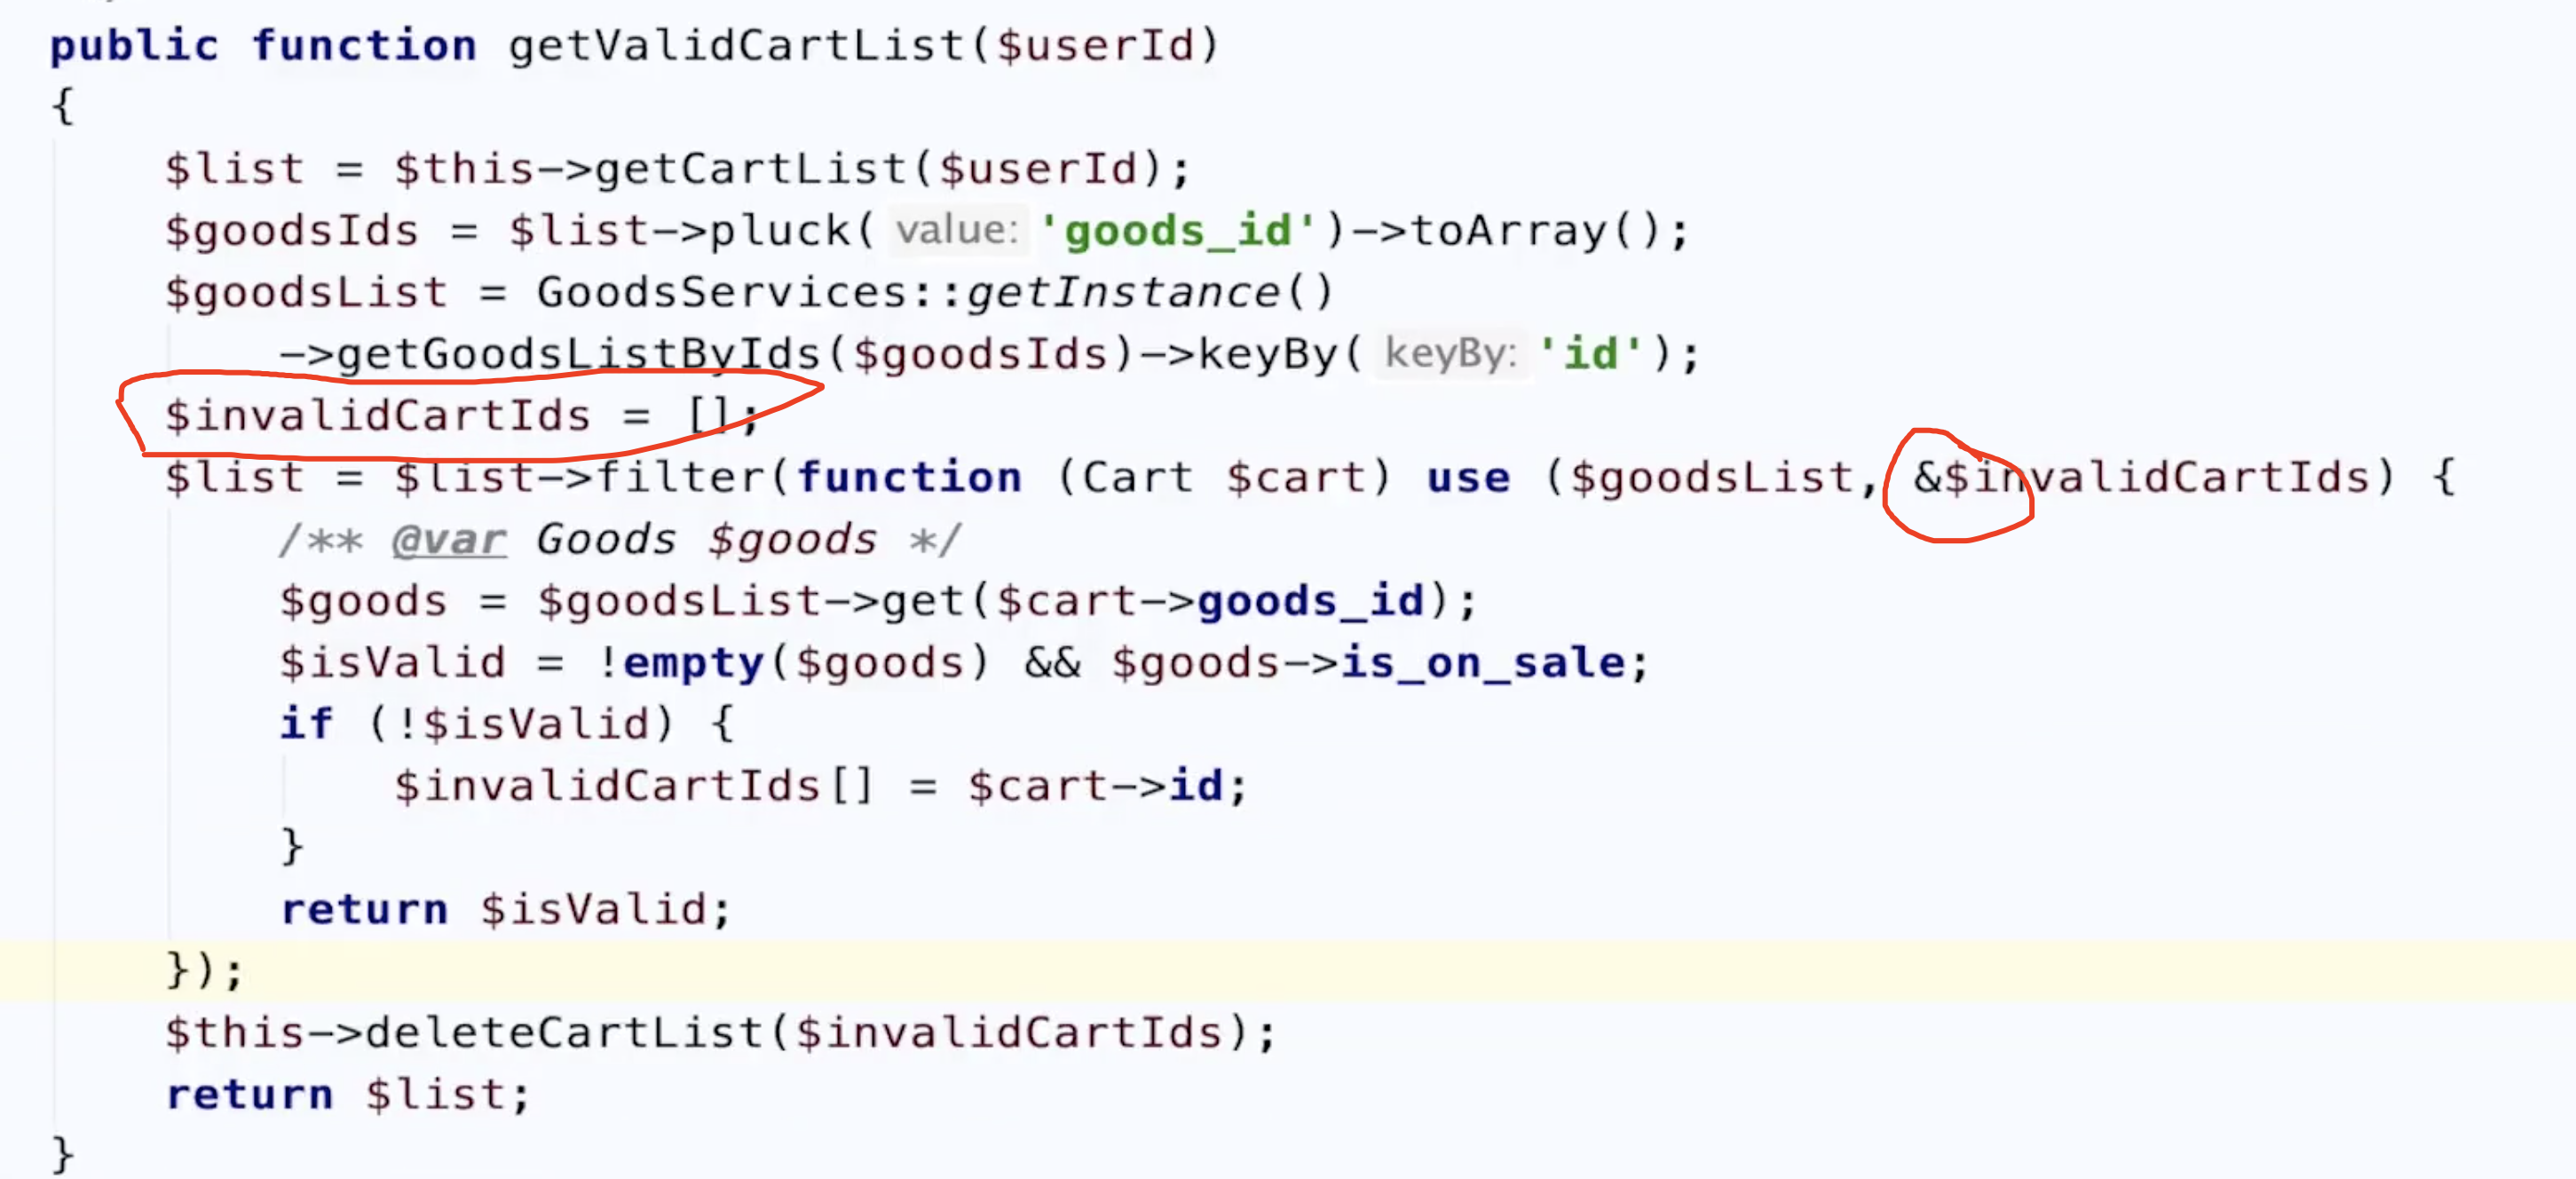 public function getValidCartList($userId)
{
$list = $this->getCartList($userId);
$goodsIds = $list->pluck( value: 'goods_id')->toArray();
$goodsList = GoodsServices::getInstance()
->getGoodsListByIds($goodsIds)->keyBy( keyBy: 'id');
$invalidCartIds = [];
$list = $list->filter(function (Cart $cart) use ($goodsList, &$invalidCartIds) {
/** @var Goods $goods */
$goods = $goodsList->get($cart->goods_id);
$isValid = !empty($goods) && $goods->is_on_sale;
if (!$isValid) {
$invalidCartIds[] = $cart->id;
}
return $isValid;
});
$this->deleteCartList($invalidCartIds);
return $list;
}